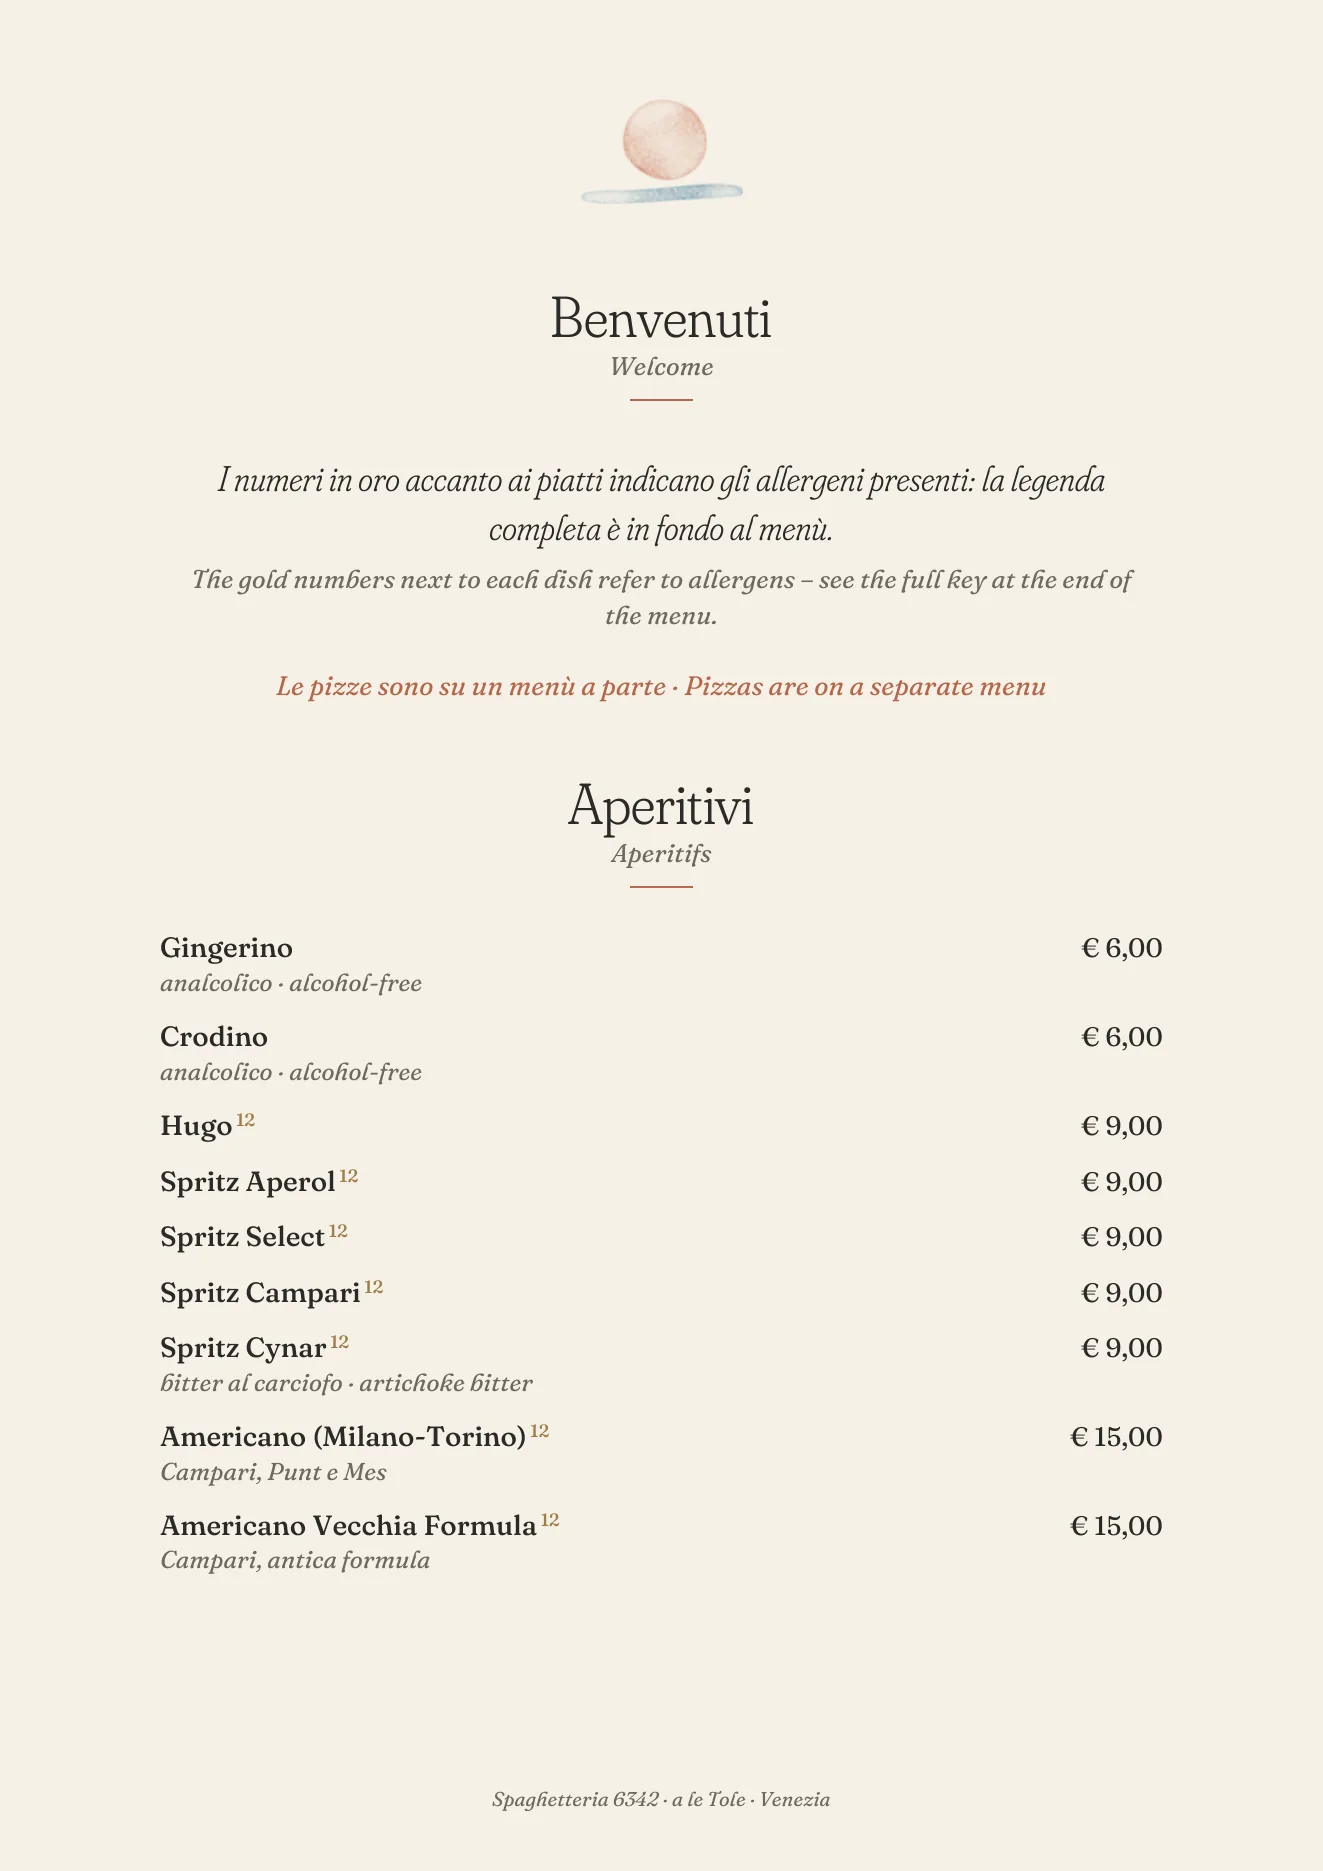 Benvenuti
Welcome
I numeri in oro accanto ai piatti indicano gli allergeni presenti: la legenda
completa è in fondo al menù.
The gold numbers next to each dish refer to allergens – see the full key at the end of
the menu.
Le pizze sono su un menù a parte · Pizzas are on a separate menu
Aperitivi
Aperitifs
Gingerino € 6,00
analcolico · alcohol-free
Crodino € 6,00
analcolico · alcohol-free
Hugo 12 € 9,00
Spritz Aperol 12 € 9,00
Spritz Select 12 € 9,00
Spritz Campari 12 € 9,00
Spritz Cynar 12 € 9,00
bitter al carciofo · artichoke bitter
Americano (Milano-Torino) 12 € 15,00
Campari, Punt e Mes
Americano Vecchia Formula 12 € 15,00
Campari, antica formula
Spaghetteria 6342 · a le Tole · Venezia